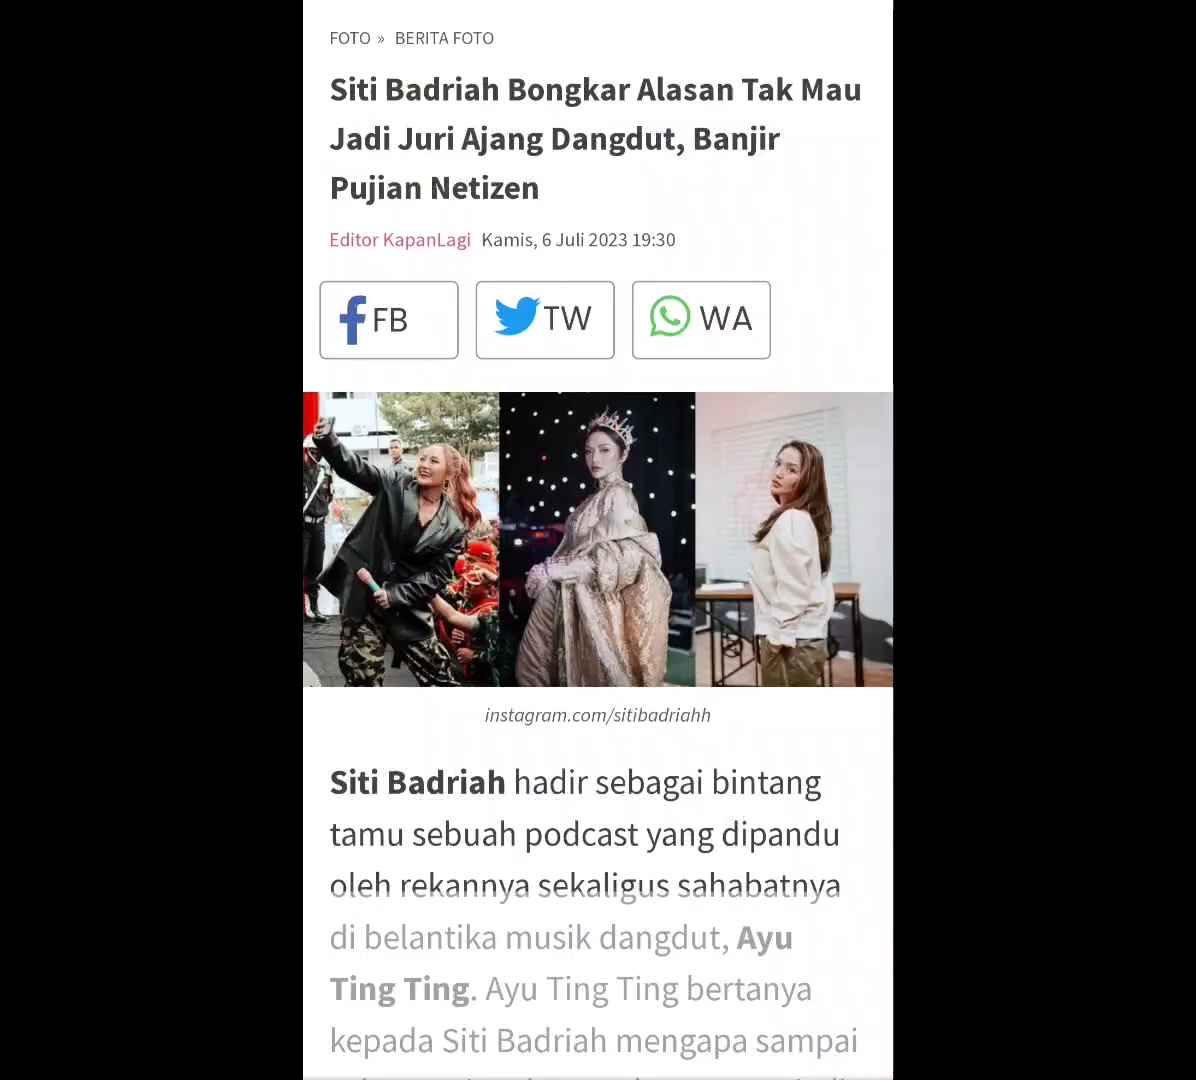 FOTO » BERITA FOTO
Siti Badriah Bongkar Alasan Tak Mau
Jadi Juri Ajang Dangdut, Banjir
Pujian Netizen
Editor KapanLagi Kamis, 6 Juli 2023 19:30
FB TW WA
instagram.com/sitibadriahh
Siti Badriah hadir sebagai bintang
tamu sebuah podcast yang dipandu
oleh rekannya sekaligus sahabatnya
di belantika musik dangdut, Ayu
Ting Ting. Ayu Ting Ting bertanya
kepada Siti Badriah mengapa sampai